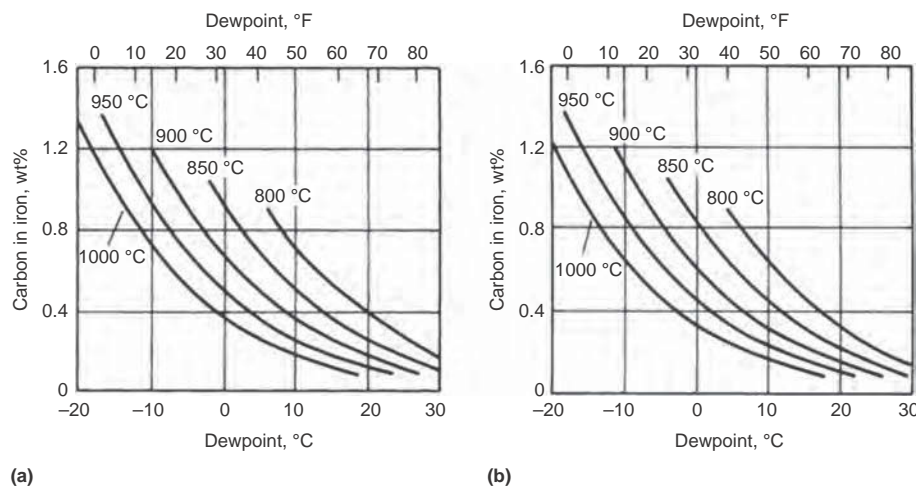 Dewpoint, °F
0 10 20 30 40 50 60 70 80
1.6
1.2
0.8
0.4
0
Carbon in iron, wt%
950 °C
900 °C
850 °C
800 °C
1000 °C
–20 –10 0 10 20 30
Dewpoint, °C
(a)
Dewpoint, °F
0 10 20 30 40 50 60 70 80
1.6
1.2
0.8
0.4
0
Carbon in iron, wt%
950 °C
900 °C
850 °C
800 °C
1000 °C
–20 –10 0 10 20 30
Dewpoint, °C
(b)